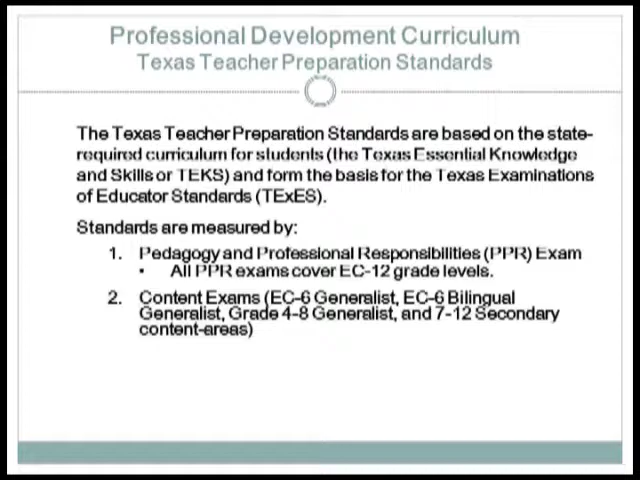 Professional Development Curriculum
Texas Teacher Preparation Standards
The Texas Teacher Preparation Standards are based on the state-
required curriculum for students (the Texas Essential Knowledge
and Skills or TEKS) and form the basis for the Texas Examinations
of Educator Standards (TExES).
Standards are measured by:
1. Pedagogy and Professional Responsibilities (PPR) Exam
• All PPR exams cover EC-12 grade levels.
2. Content Exams (EC-6 Generalist, EC-6 Bilingual
Generalist, Grade 4-8 Generalist, and 7-12 Secondary
content-areas)